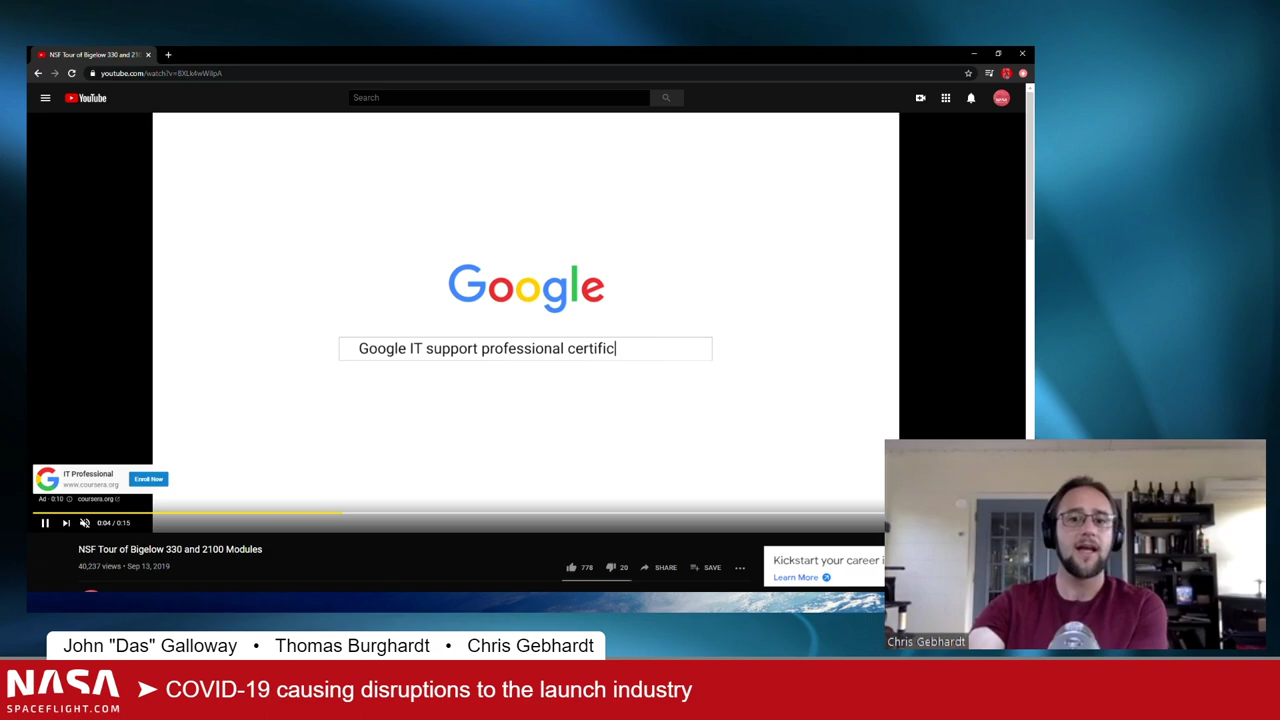 NSF Tour of Bigelow 330 and 210
youtube.com/watch?v=8XLk4wWilpA
YouTube
Search
NASA
Google
Google IT support professional certific
IT Professional
www.coursera.org
Enroll Now
Ad · 0:10 coursera.org
0:04 / 0:15
NSF Tour of Bigelow 330 and 2100 Modules
40,237 views • Sep 13, 2019
778
20
SHARE
SAVE
Kickstart your career i
Learn More
Chris Gebhardt
John "Das" Galloway • Thomas Burghardt • Chris Gebhardt
NASA
SPACEFLIGHT.COM
COVID-19 causing disruptions to the launch industry